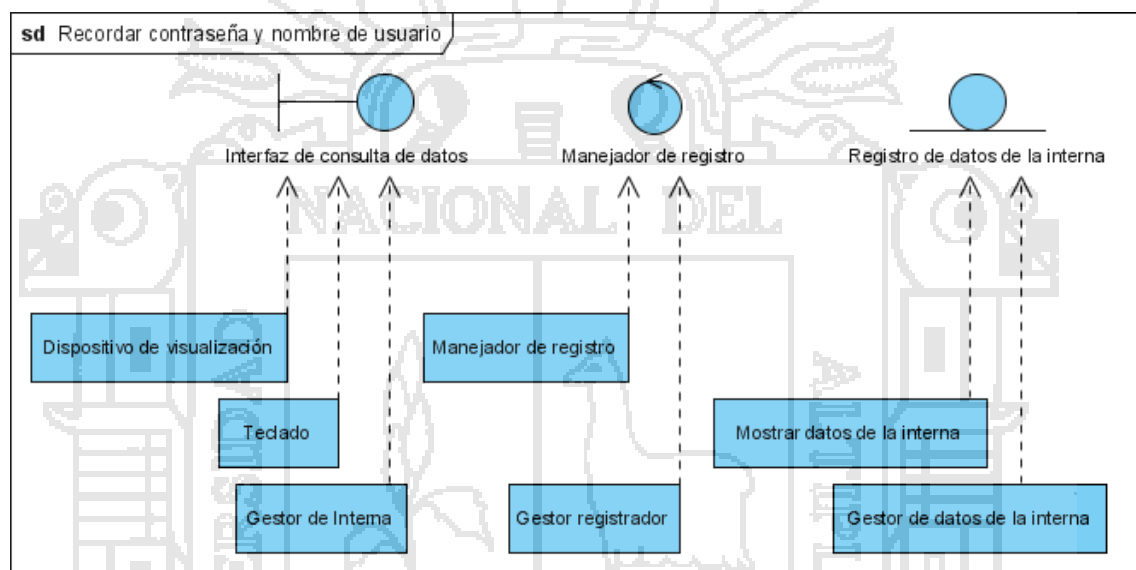 sd Recordar contraseña y nombre de usuario
Interfaz de consulta de datos
Manejador de registro
Registro de datos de la interna
NACIONAL DEL
Dispositivo de visualización
Manejador de registro
Teclado
Mostrar datos de la interna
Gestor de Interna
Gestor registrador
Gestor de datos de la interna